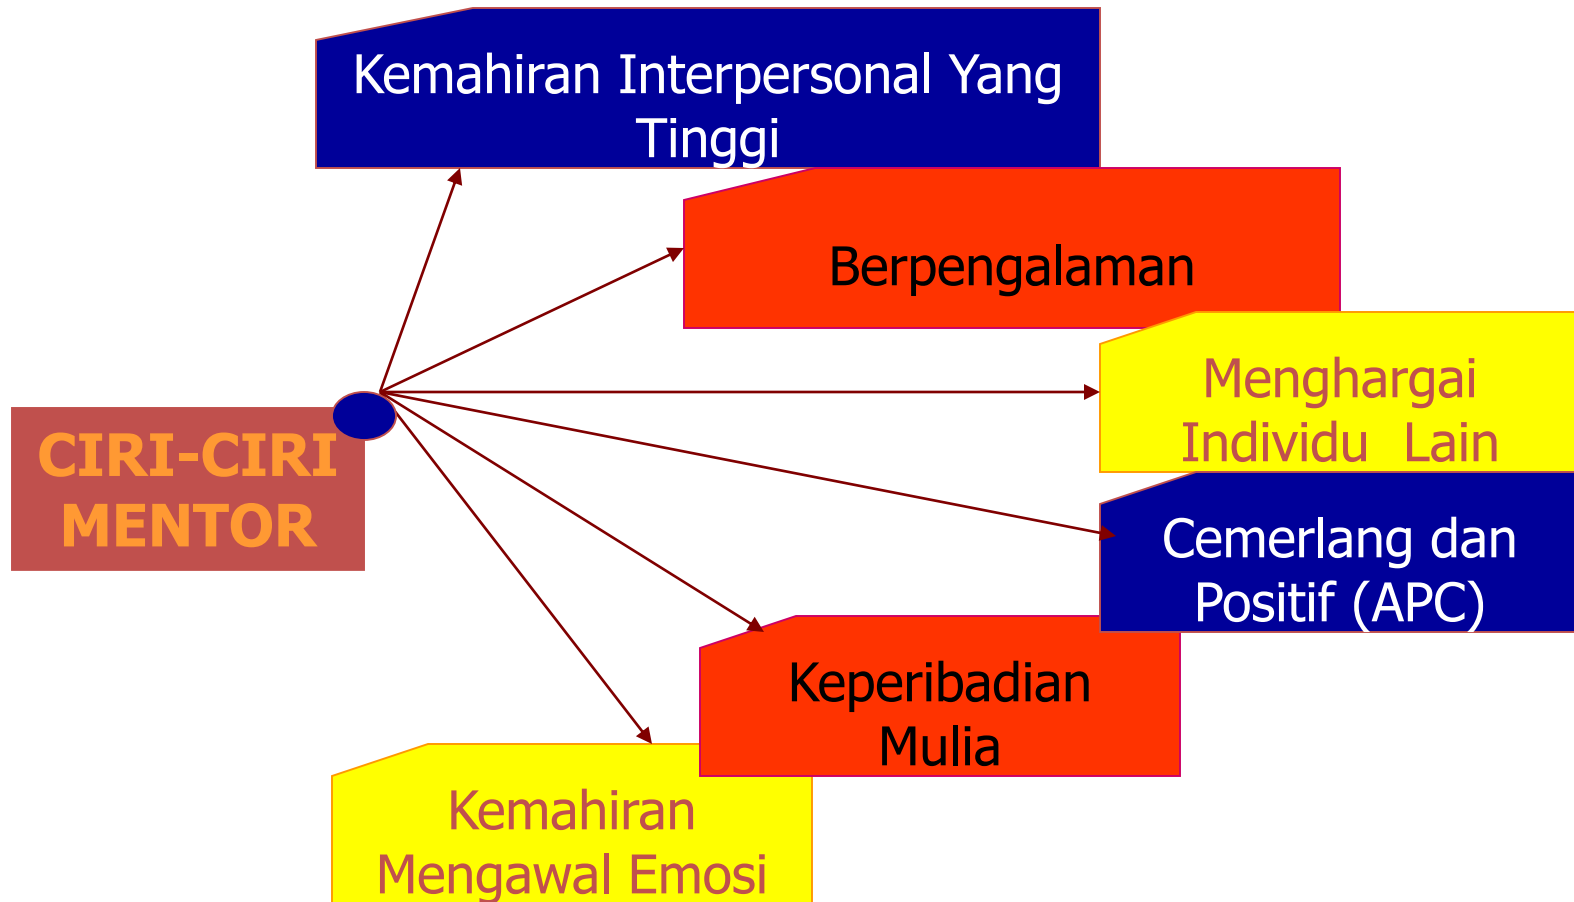 Kemahiran Interpersonal Yang
Tinggi
Berpengalaman
Menghargai
Individu Lain
CIRI-CIRI
MENTOR
Cemerlang dan
Positif (APC)
Keperibadian
Mulia
Kemahiran
Mengawal Emosi